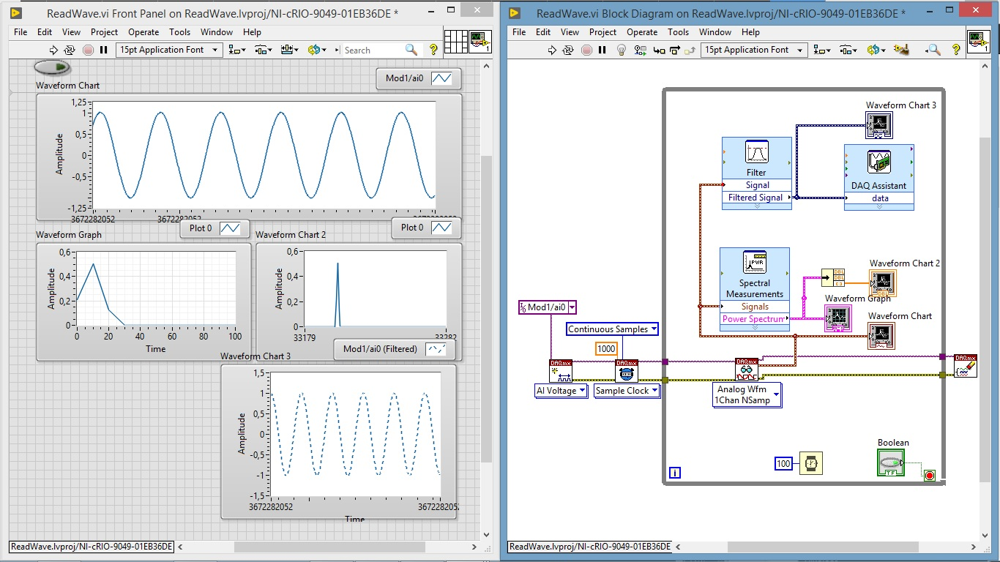 ReadWave.vi Front Panel on ReadWave.lvproj/NI-cRIO-9049-01EB36DE *
File Edit View Project Operate Tools Window Help
15pt Application Font
Search
?
1
Waveform Chart
Mod1/ai0
Amplitude
1,25
1
0,5
0
-0,5
-1,25
3672282052
3672282052
Waveform Graph
Plot 0
Amplitude
0,6
0,4
0,2
0
0 20 40 60 80 100
Time
Waveform Chart 2
Plot 0
Amplitude
0,6
0,4
0,2
0
33179
33282
Waveform Chart 3
Mod1/ai0 (Filtered)
Amplitude
1,5
1
0,5
0
-0,5
-1
-1,5
3672282052
3672282052
Time
ReadWave.lvproj/NI-cRIO-9049-01EB36DE
ReadWave.vi Block Diagram on ReadWave.lvproj/NI-cRIO-9049-01EB36DE *
File Edit View Project Operate Tools Window Help
15pt Application Font
?
1
Waveform Chart 3
Filter
Signal
Filtered Signal
DAQ Assistant
data
PWR
Spectral
Measurements
Signals
Power Spectrum
DBL
DBL
Waveform Chart 2
DBL
Waveform Graph
Waveform Chart
Mod1/ai0
Continuous Samples
1000
DAQmx
AI Voltage
DAQmx
Sample Clock
DAQmx
Analog Wfm
1Chan NSamp
DAQmx
100
Boolean
TF
i
ReadWave.lvproj/NI-cRIO-9049-01EB36DE